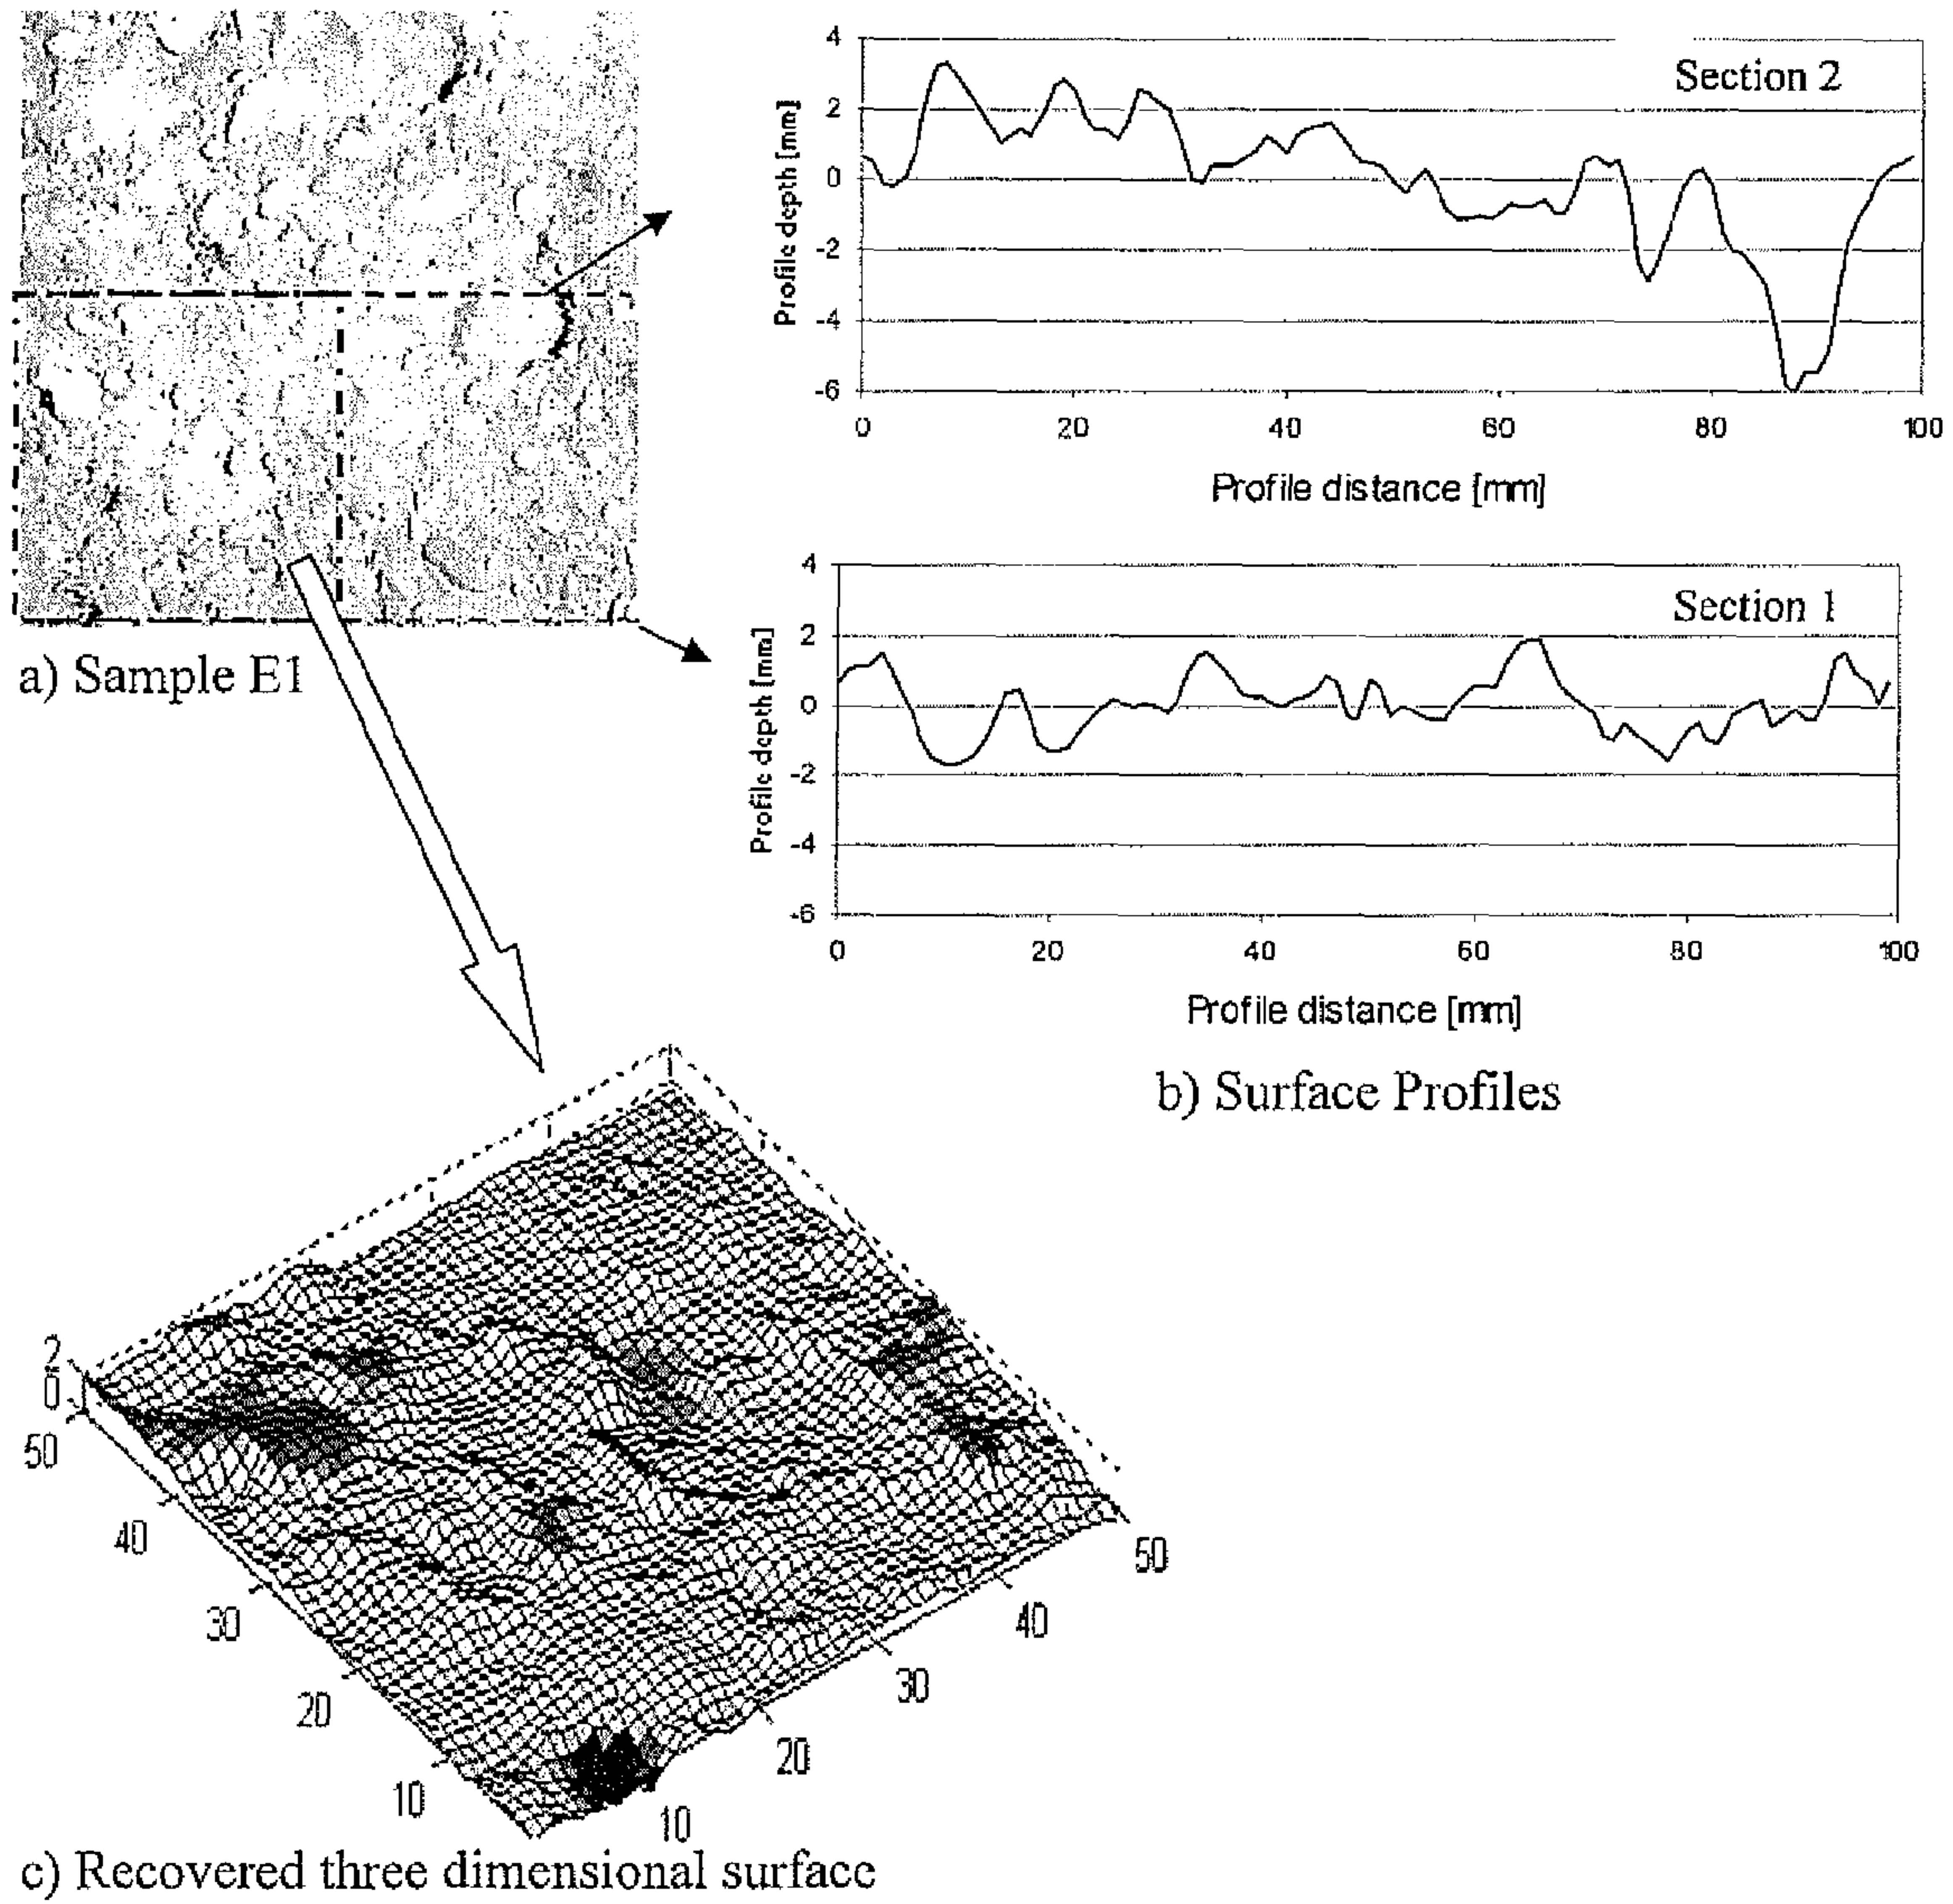 4
2
0
-2
-4
-6
Profile depth [mm]
Section 2
0 20 40 60 80 100
Profile distance [mm]
4
2
0
-2
-4
-6
Profile depth [mm]
Section 1
0 20 40 60 80 100
Profile distance [mm]
a) Sample E1
b) Surface Profiles
2
0
50
40
30
20
10
10
20
30
40
50
c) Recovered three dimensional surface